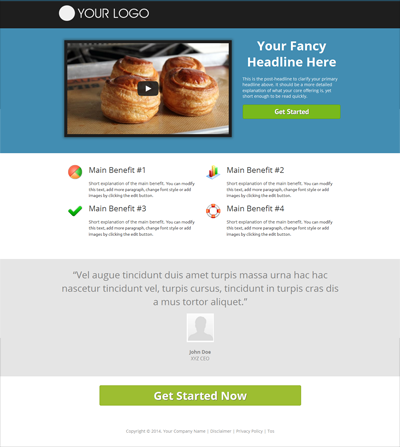 YOUR LOGO
Your Fancy
Headline Here
This is the post-headline to clarify your primary
headline above. It should be a more detailed
explanation of what your core offering is, yet
short enough to be read quickly.
Get Started
Main Benefit #1
Short explanation of the main benefit. You can modify
this text, add more paragraph, change font style or add
images by clicking the edit button.
Main Benefit #2
Short explanation of the main benefit. You can modify
this text, add more paragraph, change font style or add
images by clicking the edit button.
Main Benefit #3
Short explanation of the main benefit. You can modify
this text, add more paragraph, change font style or add
images by clicking the edit button.
Main Benefit #4
Short explanation of the main benefit. You can modify
this text, add more paragraph, change font style or add
images by clicking the edit button.
“Vel augue tincidunt duis amet turpis massa urna hac hac
nascetur tincidunt vel, turpis cursus, tincidunt in turpis cras dis
a mus tortor aliquet.”
John Doe
XYZ CEO
Get Started Now
Copyright © 2014. Your Company Name | Disclaimer | Privacy Policy | Tos